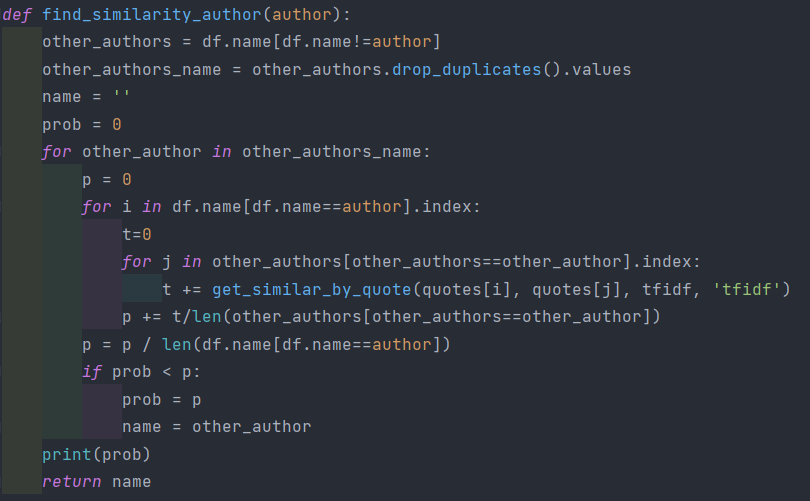 def find_similarity_author(author):
    other_authors = df.name[df.name!=author]
    other_authors_name = other_authors.drop_duplicates().values
    name = ''
    prob = 0
    for other_author in other_authors_name:
        p = 0
        for i in df.name[df.name==author].index:
            t=0
            for j in other_authors[other_authors==other_author].index:
                t += get_similar_by_quote(quotes[i], quotes[j], tfidf, 'tfidf')
            p += t/len(other_authors[other_authors==other_author])
        p = p / len(df.name[df.name==author])
        if prob < p:
            prob = p
            name = other_author
    print(prob)
    return name